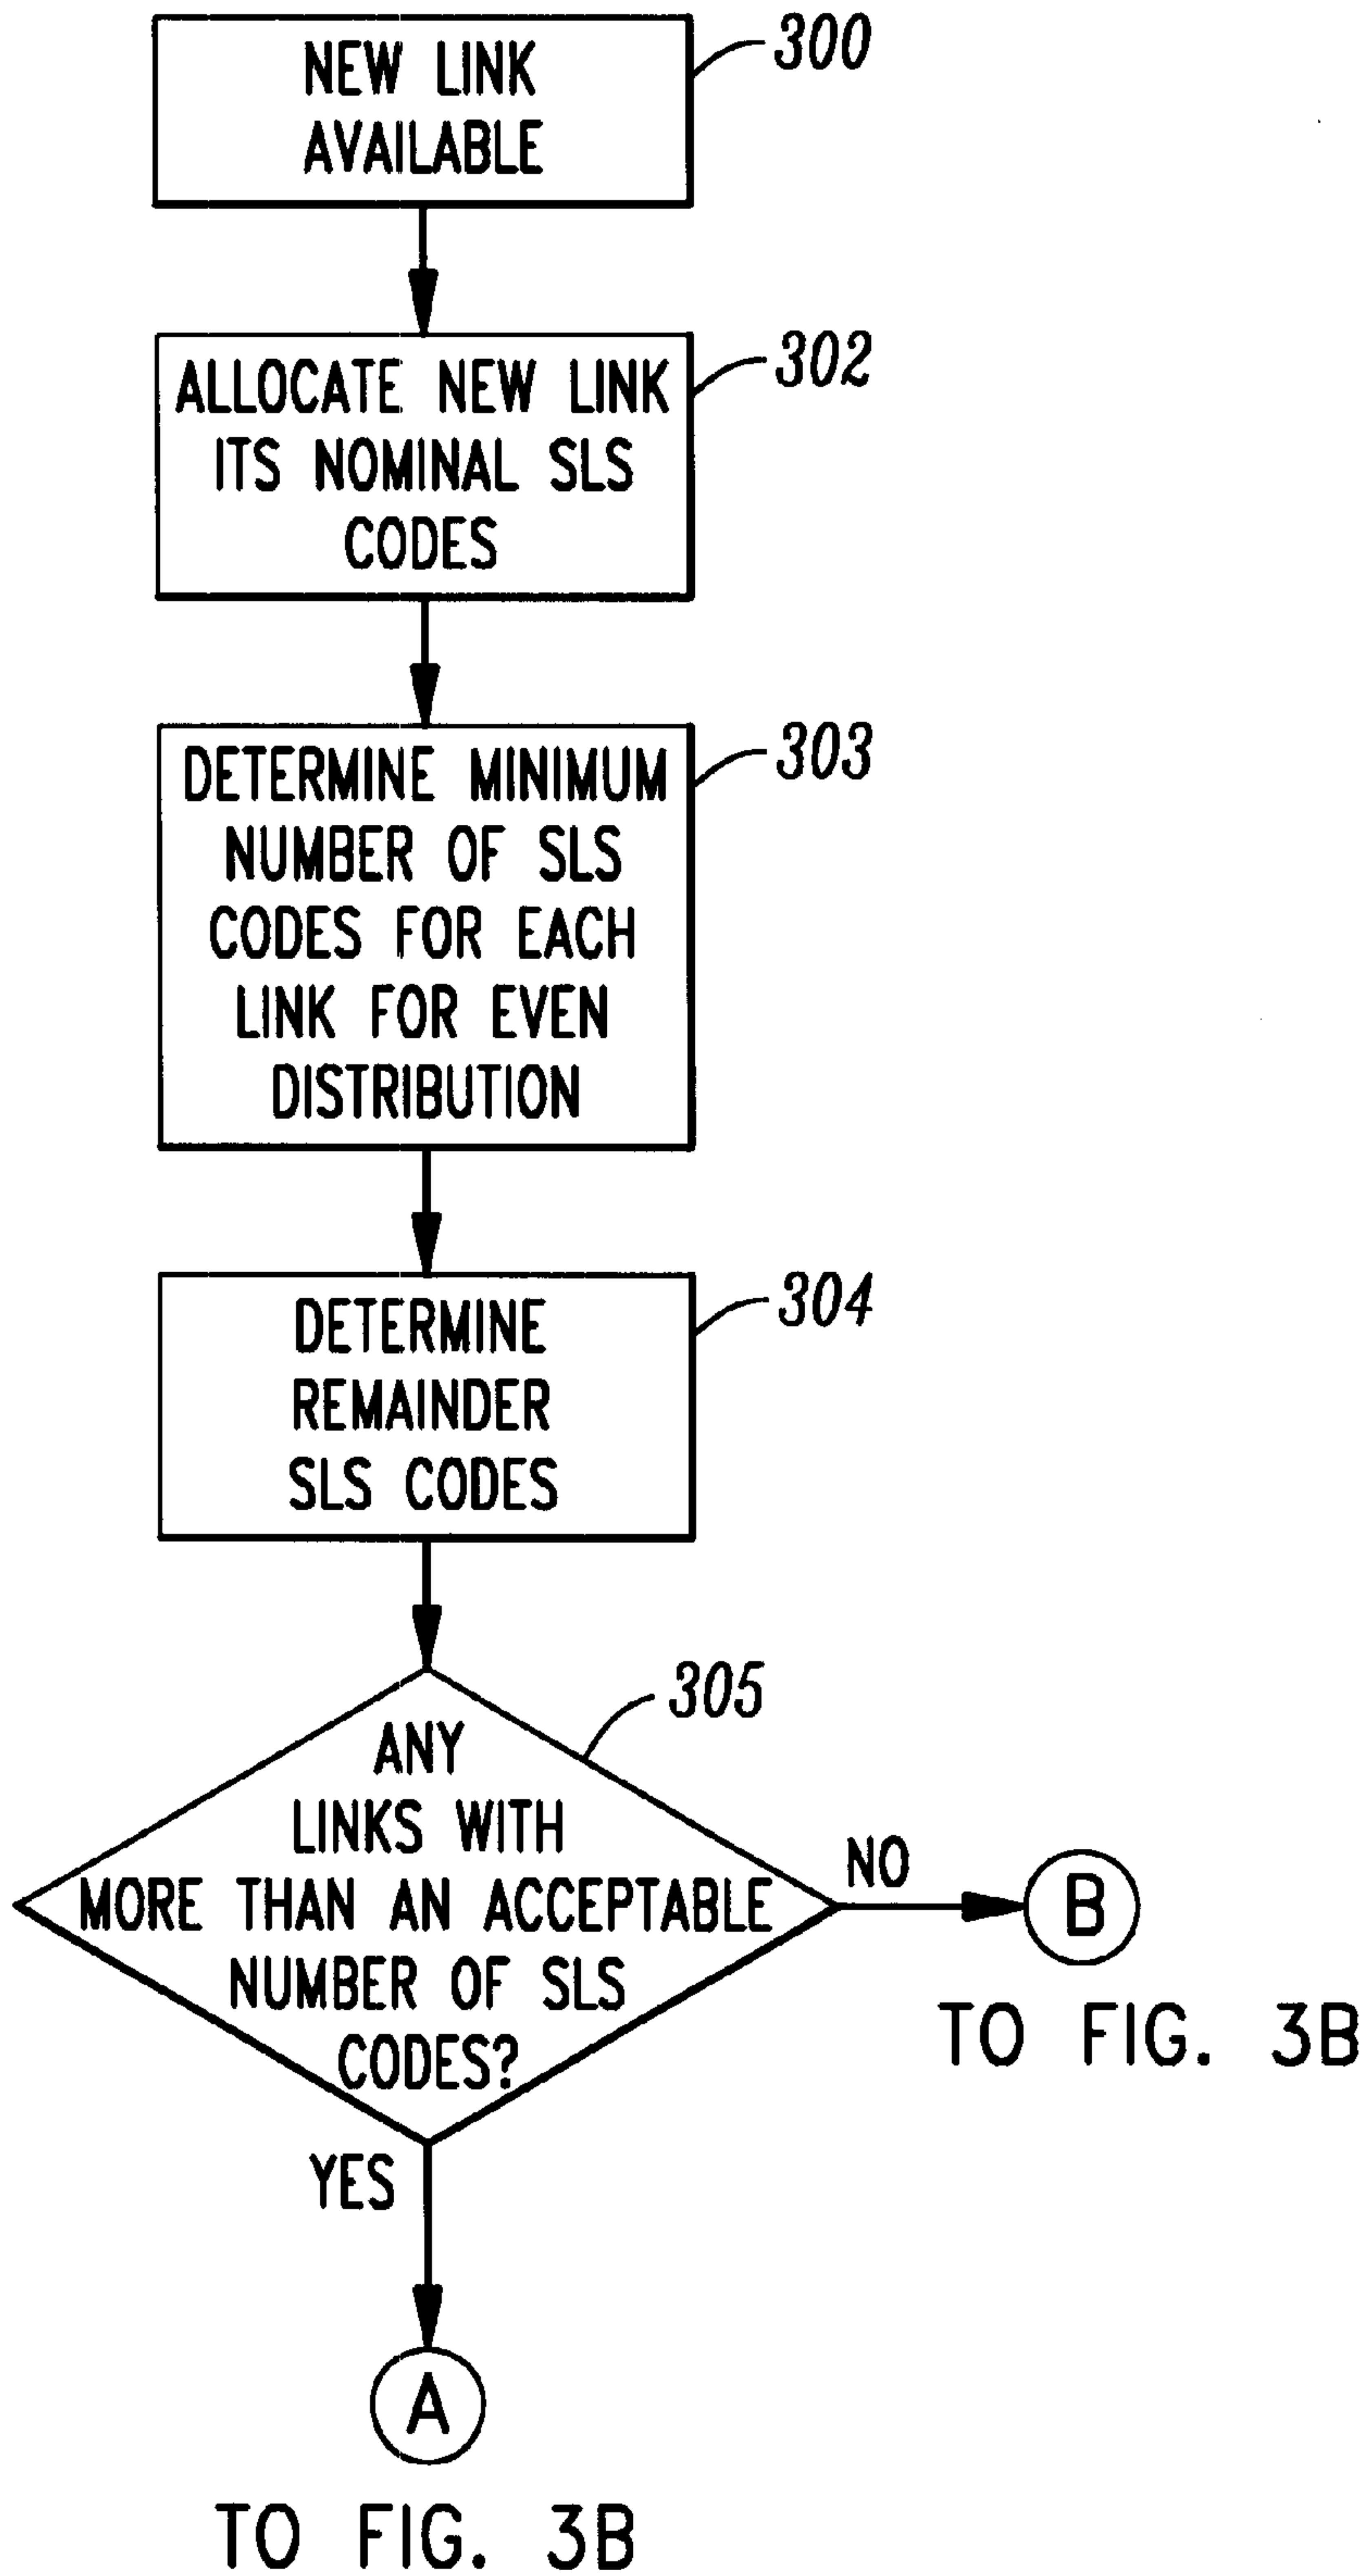 NEW LINK
AVAILABLE
300
ALLOCATE NEW LINK
ITS NOMINAL SLS
CODES
302
DETERMINE MINIMUM
NUMBER OF SLS
CODES FOR EACH
LINK FOR EVEN
DISTRIBUTION
303
DETERMINE
REMAINDER
SLS CODES
304
ANY
LINKS WITH
MORE THAN AN ACCEPTABLE
NUMBER OF SLS
CODES?
305
NO
B
TO FIG. 3B
YES
A
TO FIG. 3B